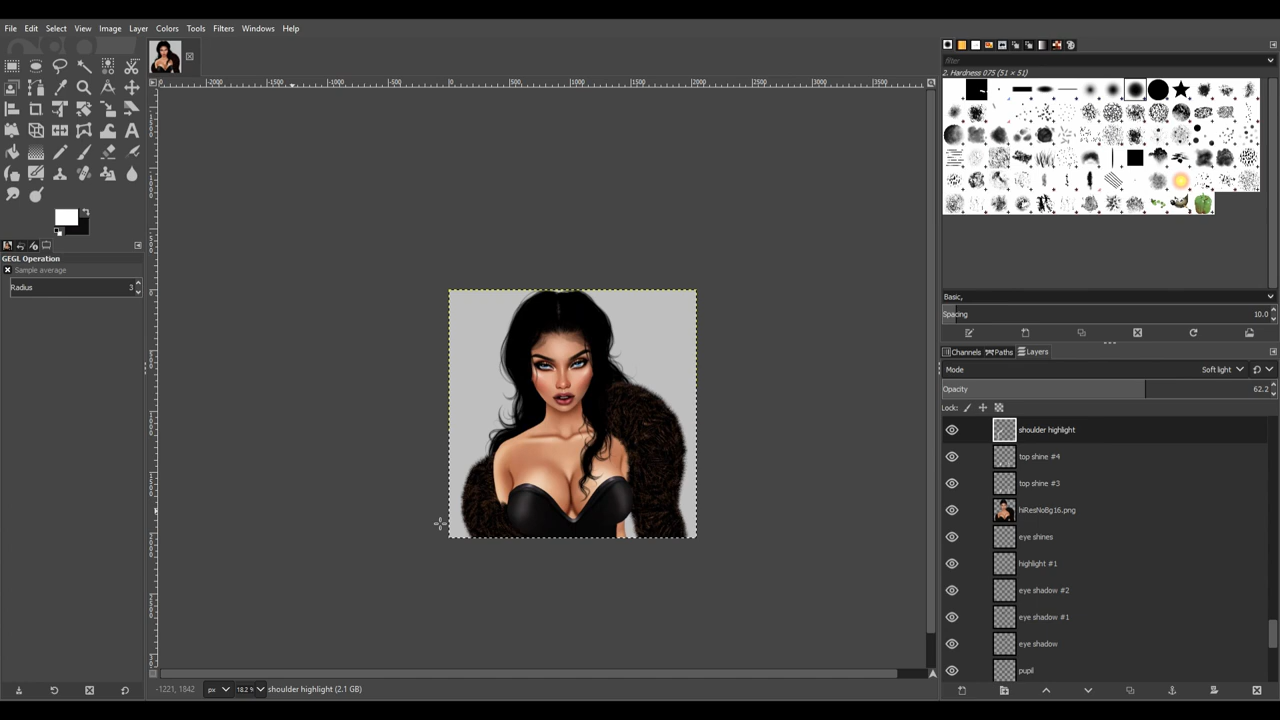 File Edit Select View Image Layer Colors Tools Filters Windows Help
filter
2. Hardness 075 (51 × 51)
GEGL Operation
Sample average
Radius 3
Basic,
Spacing 10.0
Channels Paths Layers
Mode Soft light
Opacity 62.2
Lock:
shoulder highlight
top shine #4
top shine #3
hiResNoBg16.png
eye shines
highlight #1
eye shadow #2
eye shadow #1
eye shadow
pupil
-1221, 1842 px 18.2 % shoulder highlight (2.1 GB)